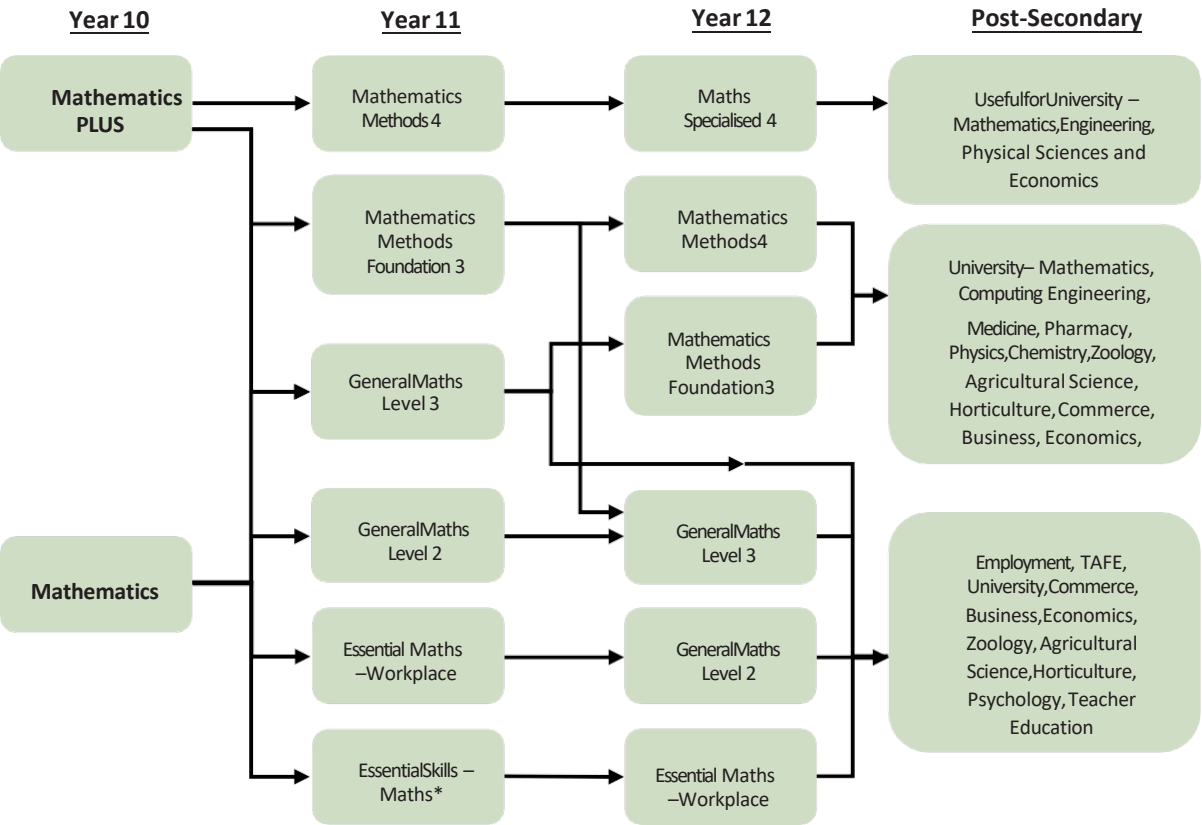 Year 10
Year 11
Year 12
Post-Secondary
Mathematics
PLUS
Mathematics
Methods 4
Maths
Specialised 4
UsefulforUniversity –
Mathematics,Engineering,
Physical Sciences and
Economics
Mathematics
Methods
Foundation 3
Mathematics
Methods4
University– Mathematics,
Computing Engineering,
Medicine, Pharmacy,
Physics,Chemistry,Zoology,
Agricultural Science,
Horticulture, Commerce,
Business, Economics,
GeneralMaths
Level 3
Mathematics
Methods
Foundation3
Mathematics
GeneralMaths
Level 2
GeneralMaths
Level 3
Employment, TAFE,
University,Commerce,
Business,Economics,
Zoology, Agricultural
Science,Horticulture,
Psychology, Teacher
Education
Essential Maths
–Workplace
GeneralMaths
Level 2
EssentialSkills –
Maths*
Essential Maths
–Workplace